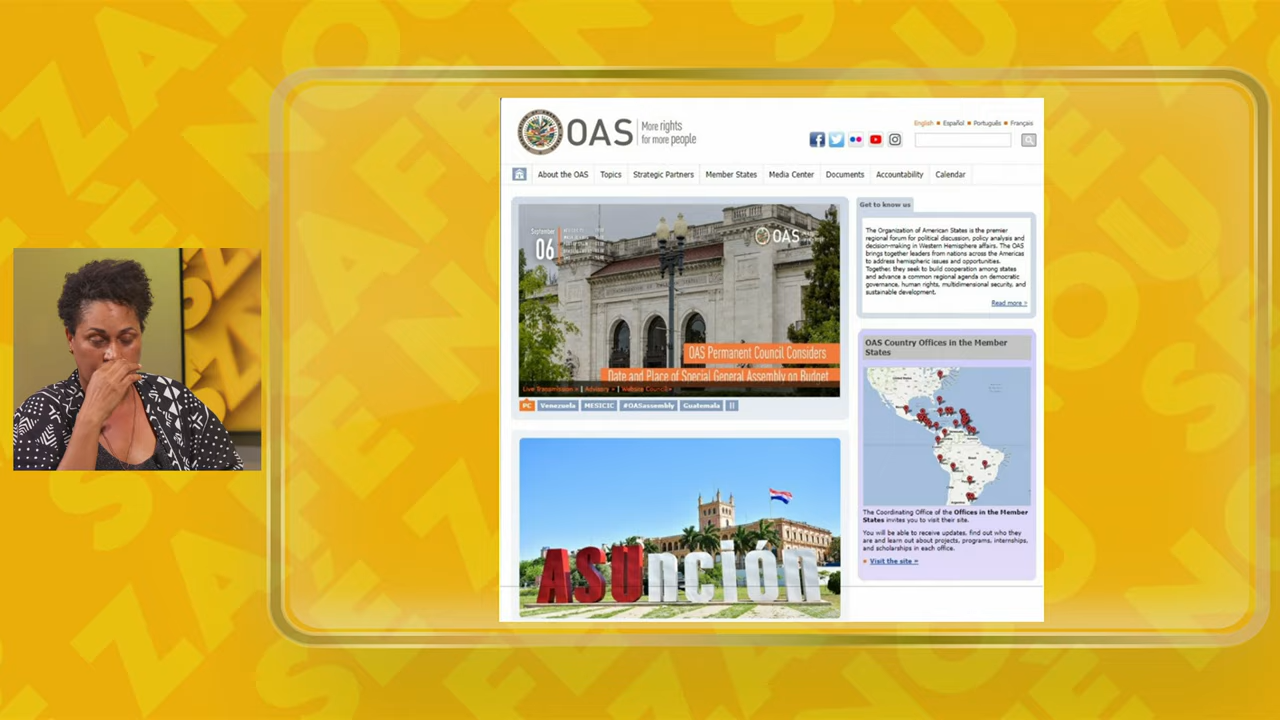 OAS
More rights
for more people
English Español Português Français
About the OAS Topics Strategic Partners Member States Media Center Documents Accountability Calendar
September
06
OAS
OAS Permanent Council Considers
Date and Place of Special General Assembly on Budget
Live Transmission » | Advisory » | Website Council»
PC Venezuela MESICIC #OASassembly Guatemala ||
ASUnción
Get to know us
The Organization of American States is the premier
regional forum for political discussion, policy analysis and
decision-making in Western Hemisphere affairs. The OAS
brings together leaders from nations across the Americas
to address hemispheric issues and opportunities.
Together, they seek to build cooperation among states
and advance a common regional agenda on democratic
governance, human rights, multidimensional security, and
sustainable development.
Read more »
OAS Country Offices in the Member
States
The Coordinating Office of the Offices in the Member
States invites you to visit their site.
You will be able to receive updates, find out who they
are and learn about projects, programs, internships,
and scholarships in each office.
Visit the site »